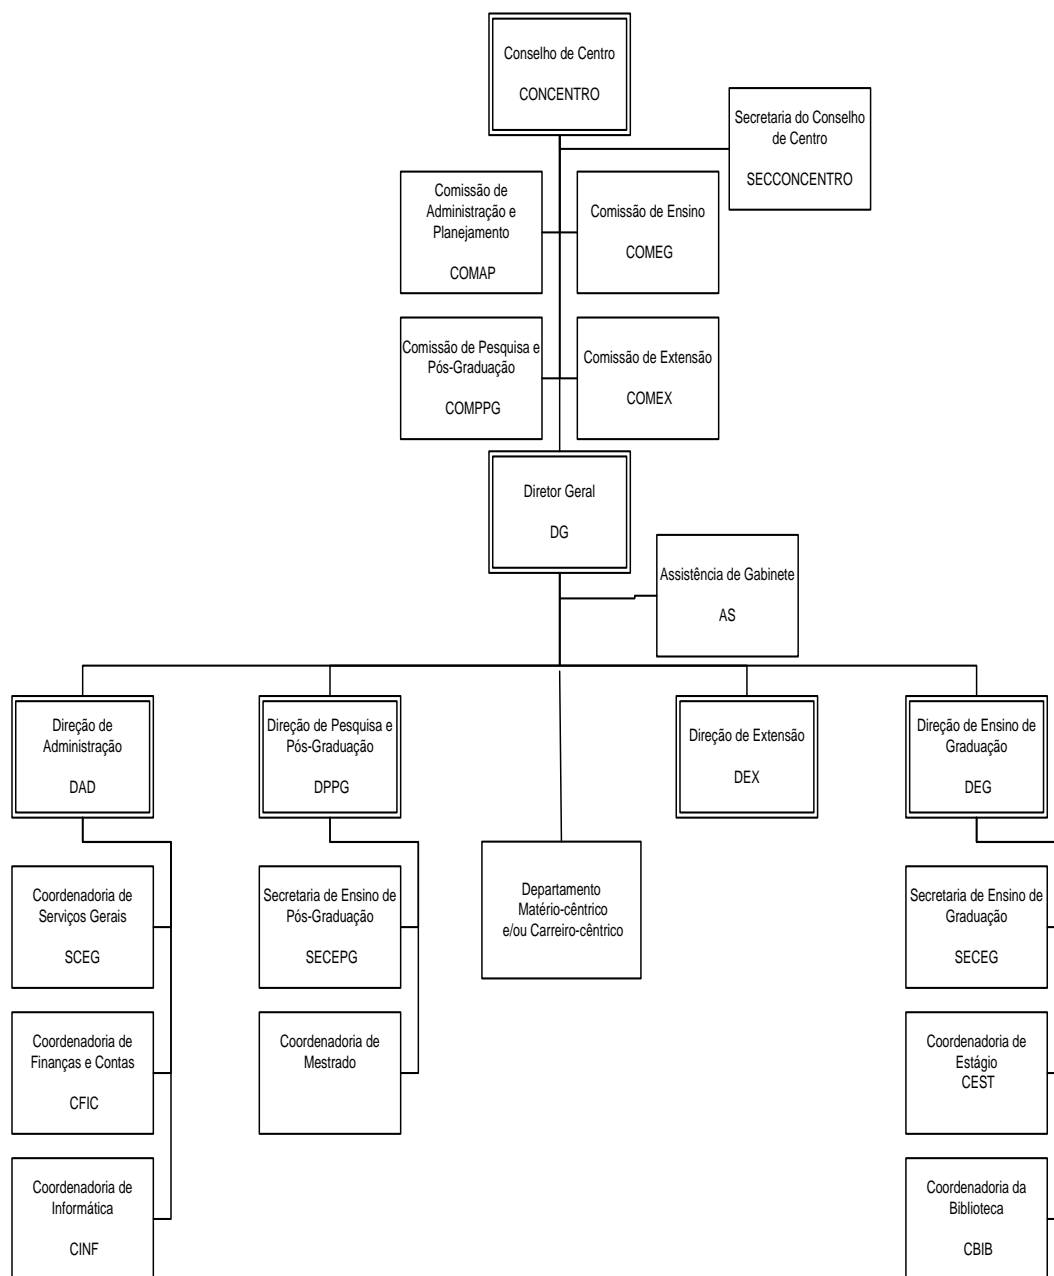 Conselho de Centro
CONCENTRO
Secretaria do Conselho
de Centro
SECCONCENTRO
Comissão de
Administração e
Planejamento
COMAP
Comissão de Ensino
COMEG
Comissão de Pesquisa e
Pós-Graduação
COMPPG
Comissão de Extensão
COMEX
Diretor Geral
DG
Assistência de Gabinete
AS
Direção de
Administração
DAD
Direção de Pesquisa e
Pós-Graduação
DPPG
Direção de Extensão
DEX
Direção de Ensino de
Graduação
DEG
Coordenadoria de
Serviços Gerais
SCEG
Secretaria de Ensino de
Pós-Graduação
SECEPG
Departamento
Matério-cêntrico
e/ou Carreiro-cêntrico
Secretaria de Ensino de
Graduação
SECEG
Coordenadoria de
Finanças e Contas
CFIC
Coordenadoria de
Mestrado
Coordenadoria de
Estágio
CEST
Coordenadoria de
Informática
CINF
Coordenadoria da
Biblioteca
CBIB